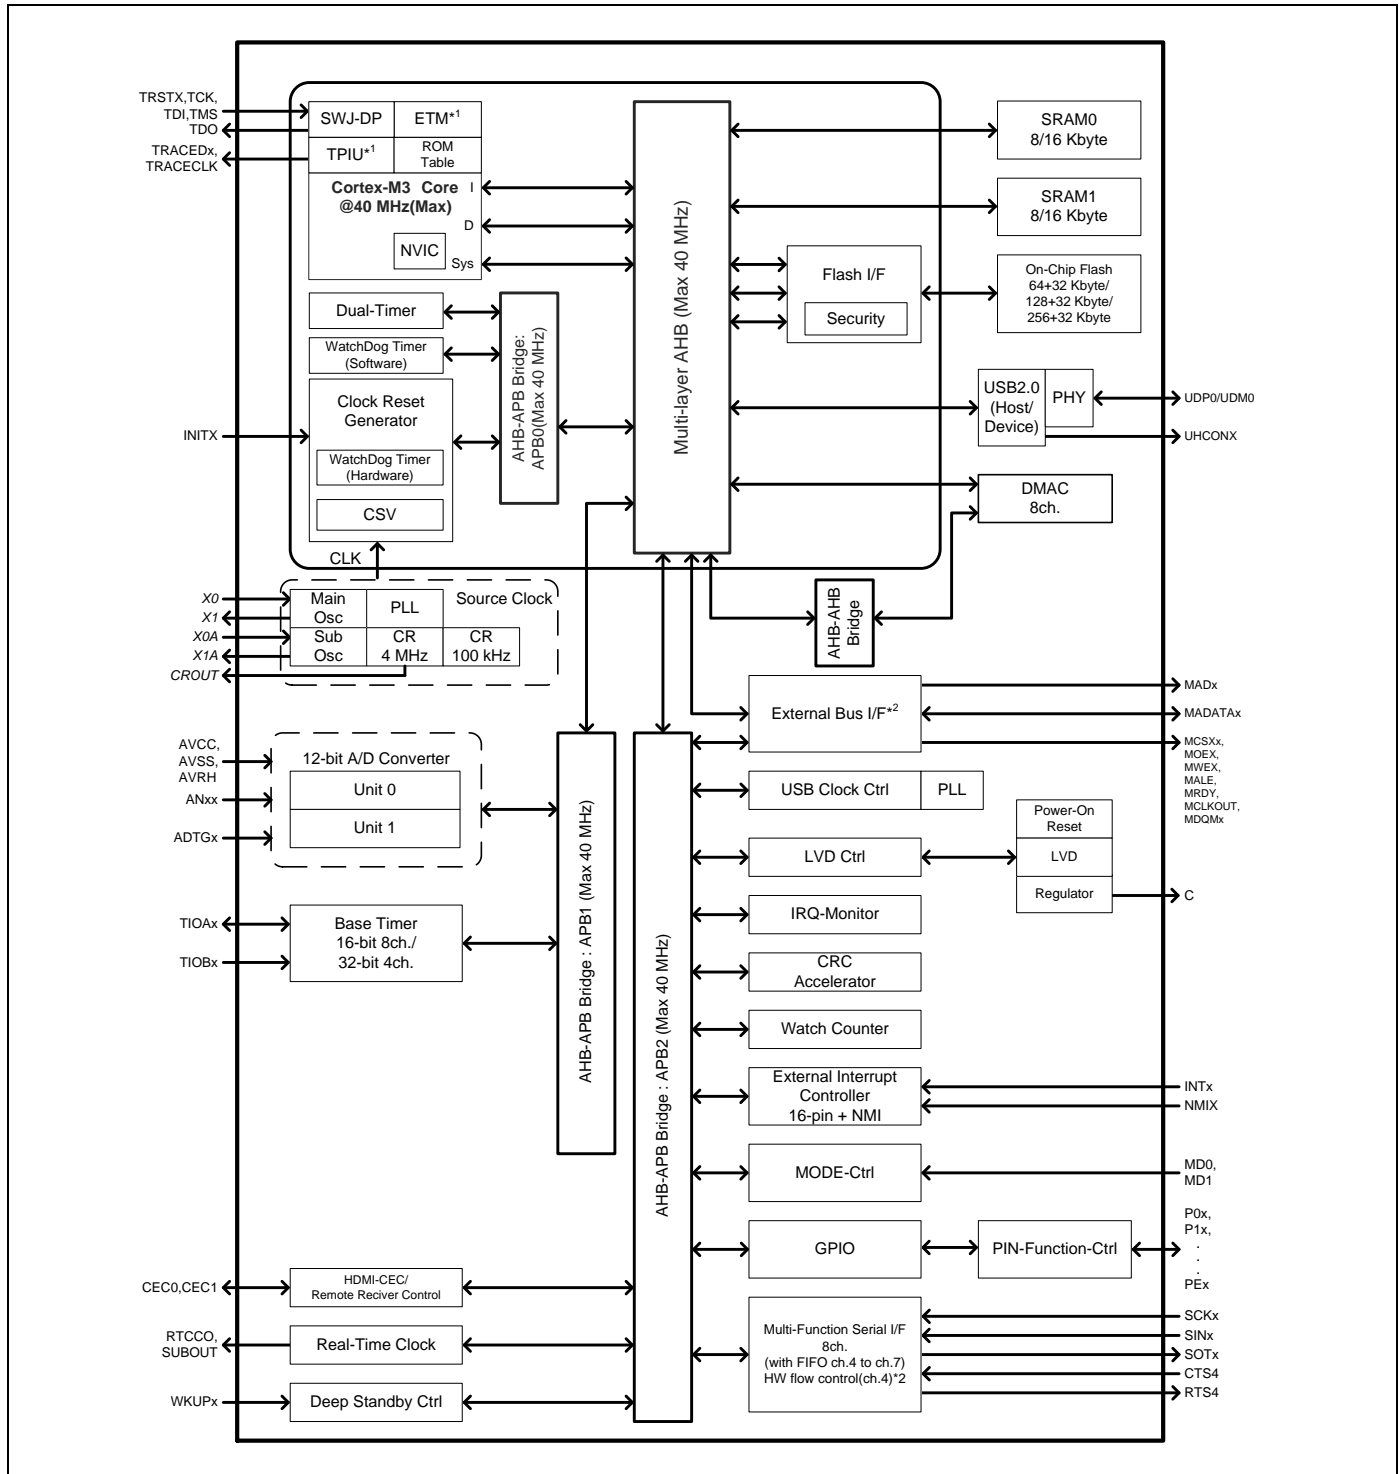 TRSTX,TCK,
TDI,TMS
TDO
TRACEDx,
TRACECLK
SWJ-DP
ETM*1
TPIU*1
ROM
Table
Cortex-M3 Core
@40 MHz(Max)
I
D
Sys
NVIC
Dual-Timer
WatchDog Timer
(Software)
Clock Reset
Generator
WatchDog Timer
(Hardware)
CSV
INITX
CLK
AHB-APB Bridge:
APB0(Max 40 MHz)
Multi-layer AHB (Max 40 MHz)
SRAM0
8/16 Kbyte
SRAM1
8/16 Kbyte
Flash I/F
Security
On-Chip Flash
64+32 Kbyte/
128+32 Kbyte/
256+32 Kbyte
USB2.0
(Host/
Device)
PHY
UDP0/UDM0
UHCONX
DMAC
8ch.
AHB-AHB
Bridge
X0
X1
X0A
X1A
CROUT
Main
Osc
PLL
Source Clock
Sub
Osc
CR
4 MHz
CR
100 kHz
AVCC,
AVSS,
AVRH
ANxx
ADTGx
12-bit A/D Converter
Unit 0
Unit 1
TIOAx
TIOBx
Base Timer
16-bit 8ch./
32-bit 4ch.
AHB-APB Bridge : APB1 (Max 40 MHz)
AHB-APB Bridge : APB2 (Max 40 MHz)
External Bus I/F*2
MADx
MADATAx
MCSXx,
MOEX,
MWEX,
MALE,
MRDY,
MCLKOUT,
MDQMx
USB Clock Ctrl
PLL
LVD Ctrl
Power-On
Reset
LVD
Regulator
C
IRQ-Monitor
CRC
Accelerator
Watch Counter
External Interrupt
Controller
16-pin + NMI
INTx
NMIX
MODE-Ctrl
MD0,
MD1
GPIO
PIN-Function-Ctrl
P0x,
P1x,
.
.
.
PEx
CEC0,CEC1
HDMI-CEC/
Remote Reciver Control
RTCCO,
SUBOUT
Real-Time Clock
WKUPx
Deep Standby Ctrl
Multi-Function Serial I/F
8ch.
(with FIFO ch.4 to ch.7)
HW flow control(ch.4)*2
SCKx
SINx
SOTx
CTS4
RTS4